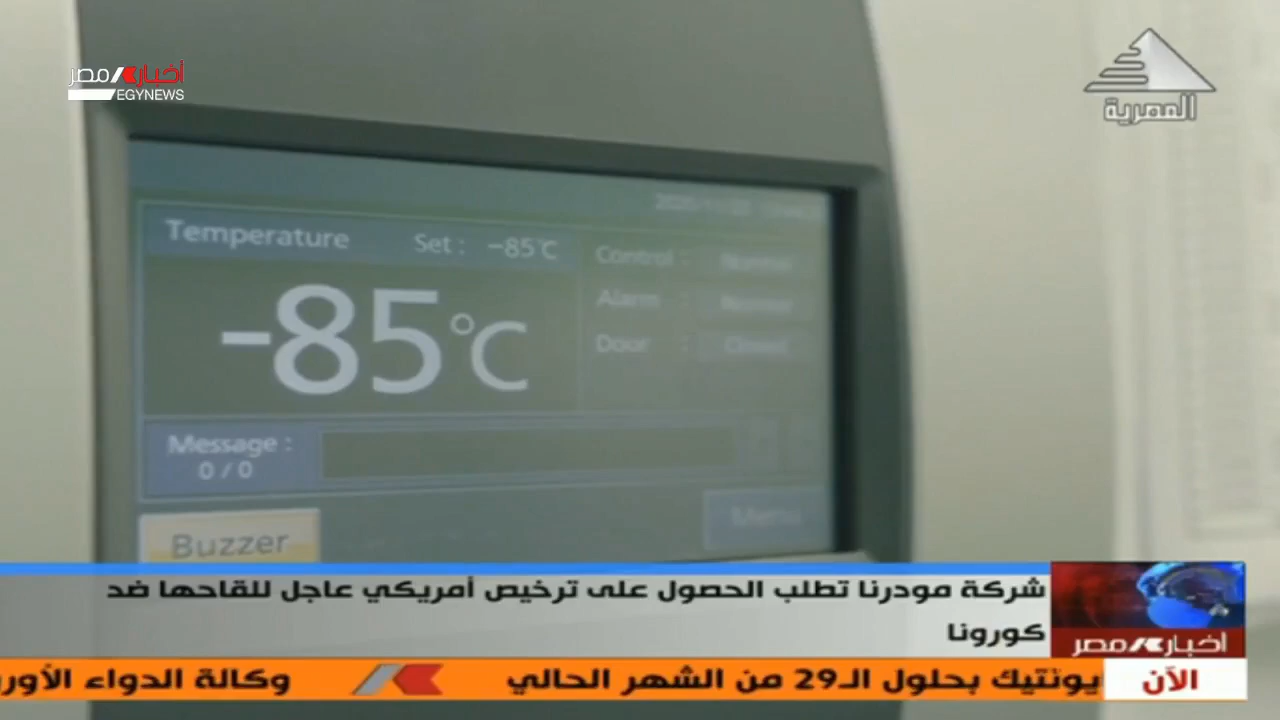 أخبار مصر
EGYNEWS
المصرية
Temperature Set : -85°C
-85°C
Control :
Alarm :
Door :
Message :
0 / 0
Menu
Buzzer
شركة مودرنا تطلب الحصول على ترخيص أمريكي عاجل للقاحها ضد
كورونا
أخبار مصر
الآن
يونتيك بحلول الـ29 من الشهر الحالي
وكالة الدواء الأور